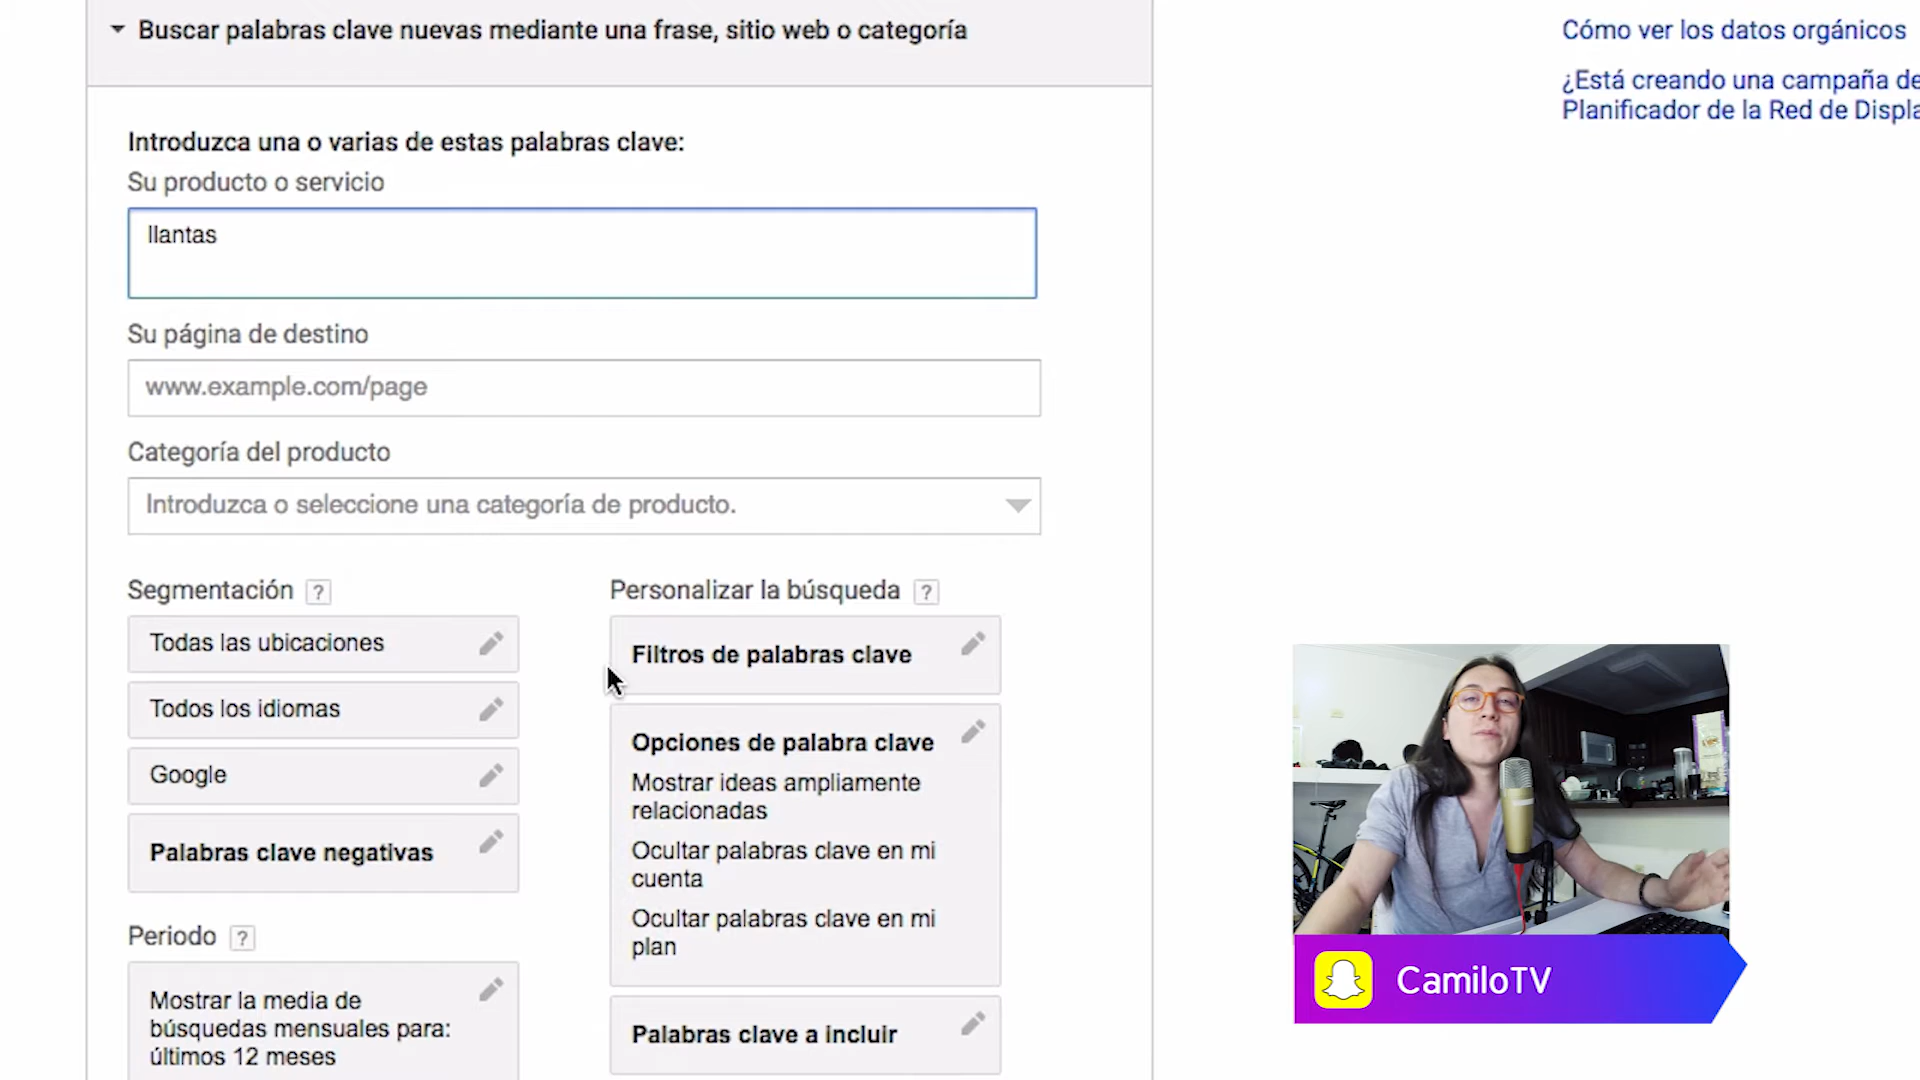 Buscar palabras clave nuevas mediante una frase, sitio web o categoría
Introduzca una o varias de estas palabras clave:
Su producto o servicio
llantas
Su página de destino
www.example.com/page
Categoría del producto
Introduzca o seleccione una categoría de producto.
Segmentación ?
Todas las ubicaciones
Todos los idiomas
Google
Palabras clave negativas
Periodo ?
Mostrar la media de
búsquedas mensuales para:
últimos 12 meses
Personalizar la búsqueda ?
Filtros de palabras clave
Opciones de palabra clave
Mostrar ideas ampliamente
relacionadas
Ocultar palabras clave en mi
cuenta
Ocultar palabras clave en mi
plan
Palabras clave a incluir
Cómo ver los datos orgánicos
¿Está creando una campaña de
Planificador de la Red de Displa
CamiloTV